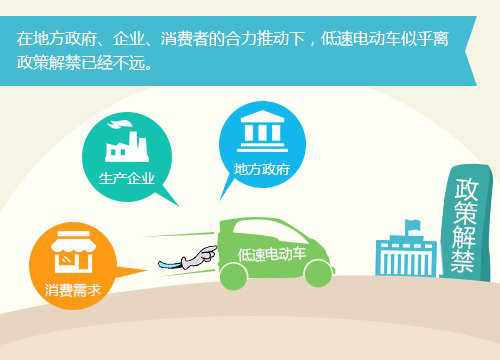 在地方政府、企业、消费者的合力推动下，低速电动车似乎离
政策解禁已经不远。
生产企业
地方政府
低速电动车
消费需求
政策解禁